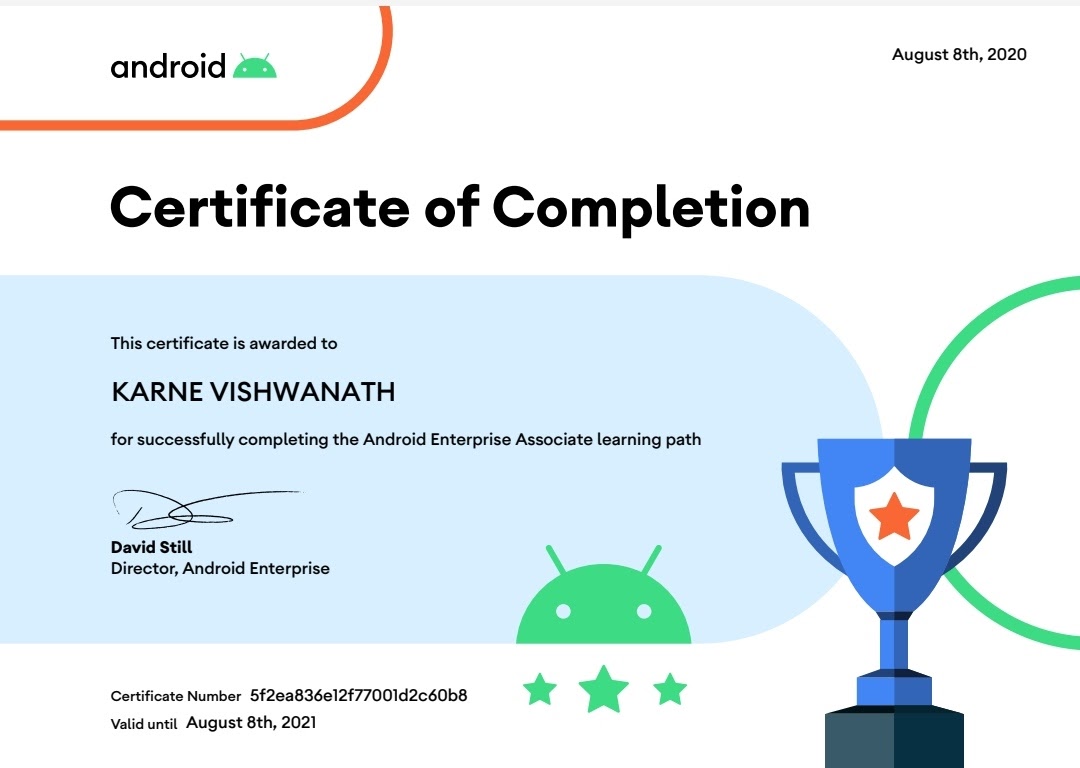 android
August 8th, 2020
Certificate of Completion
This certificate is awarded to
KARNE VISHWANATH
for successfully completing the Android Enterprise Associate learning path
David Still
Director, Android Enterprise
Certificate Number 5f2ea836e12f77001d2c60b8
Valid until August 8th, 2021